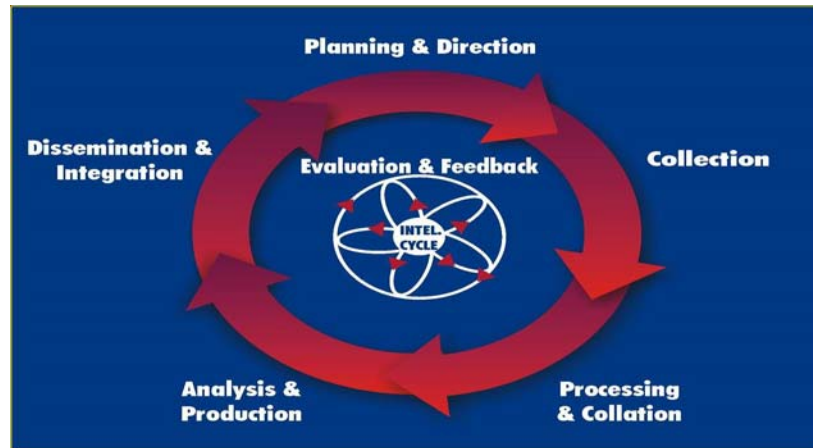 Planning & Direction
Dissemination &
Integration
Evaluation & Feedback
Collection
INTEL.
CYCLE
Analysis &
Production
Processing
& Collation